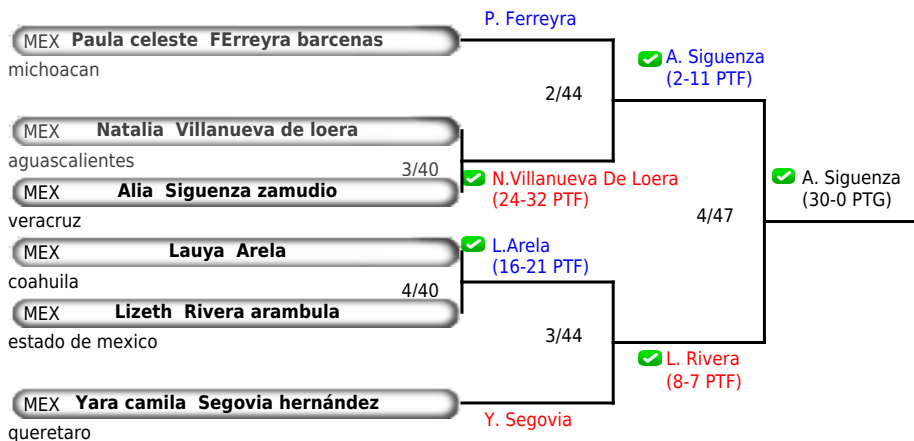 P. Ferreyra
MEX Paula celeste FErreyra barcenas
michoacan
A. Siguenza
(2-11 PTF)
2/44
MEX Natalia Villanueva de loera
aguascalientes
3/40
N.Villanueva De Loera
(24-32 PTF)
MEX Alia Siguenza zamudio
veracruz
A. Siguenza
(30-0 PTG)
4/47
MEX Lauya Arela
coahuila
L.Arela
(16-21 PTF)
4/40
MEX Lizeth Rivera arambula
estado de mexico
3/44
L. Rivera
(8-7 PTF)
MEX Yara camila Segovia hernández
queretaro
Y. Segovia